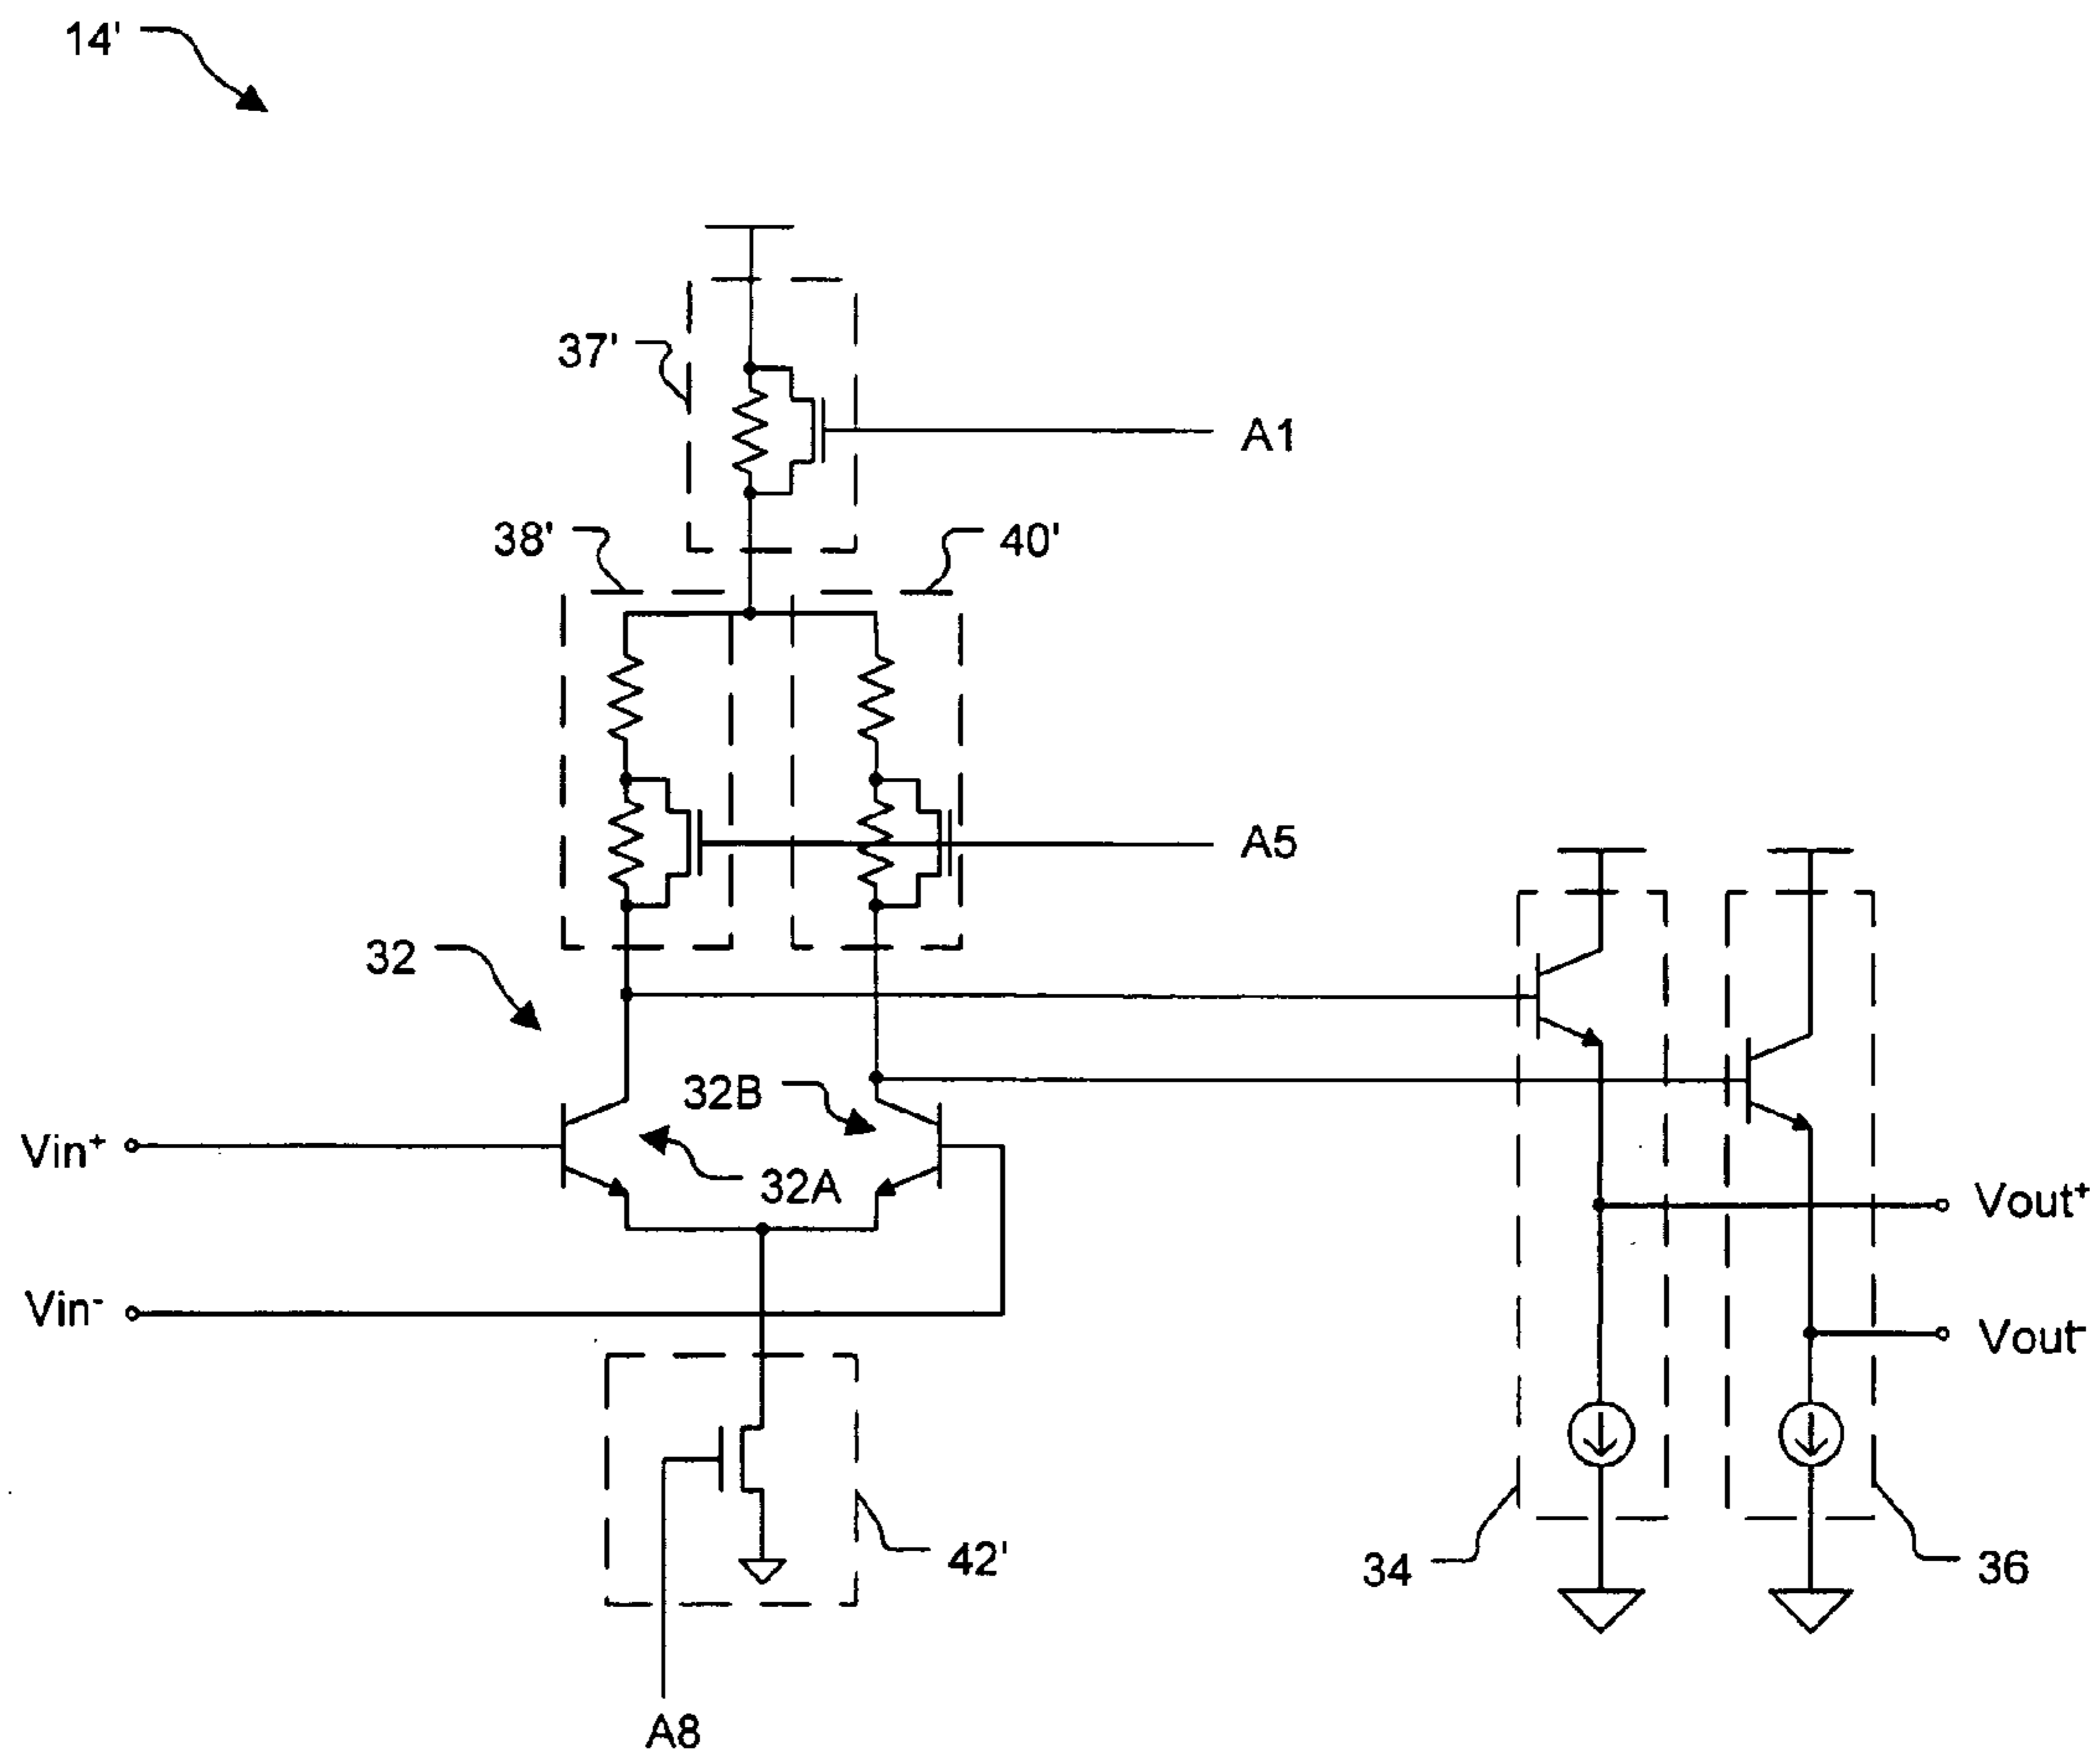 14'
37'
A1
38'
40'
A5
32
32B
Vin+
32A
Vout+
Vin-
Vout-
42'
34
36
A8